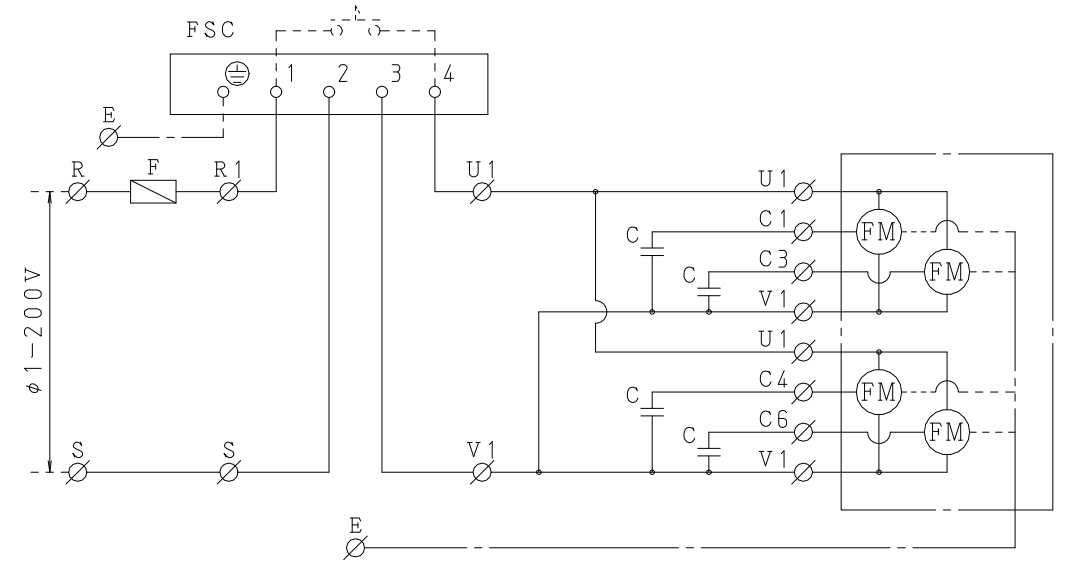 FSC
1 2 3 4
E
R F R1 U1 U1
C C1 FM
C C3 FM
V1
φ1-200V
U1
C C4 FM
C C6 FM
S S V1 V1
E